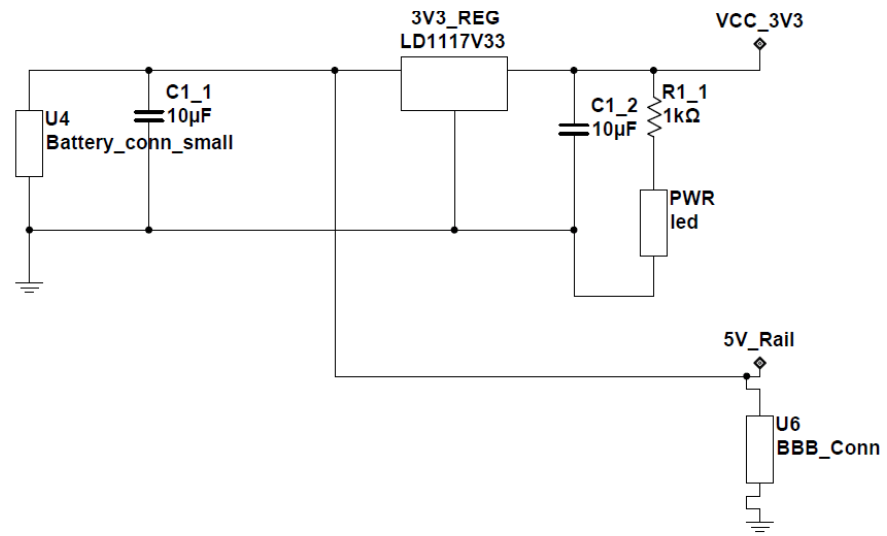 3V3_REG
LD1117V33
VCC_3V3
C1_1
10µF
U4
Battery_conn_small
C1_2
10µF
R1_1
1kΩ
PWR
led
5V_Rail
U6
BBB_Conn